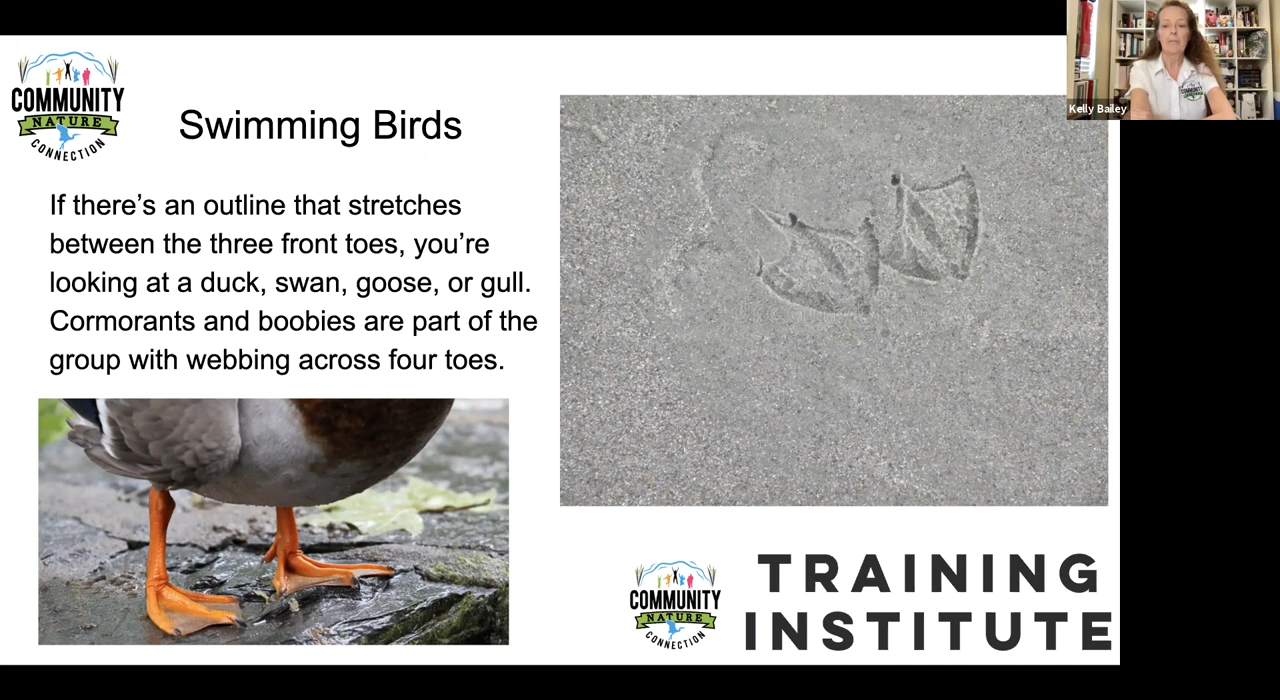 COMMUNITY
NATURE
CONNECTION
Swimming Birds
If there's an outline that stretches
between the three front toes, you're
looking at a duck, swan, goose, or gull.
Cormorants and boobies are part of the
group with webbing across four toes.
Kelly Bailey
COMMUNITY
NATURE
CONNECTION
TRAINING
INSTITUTE